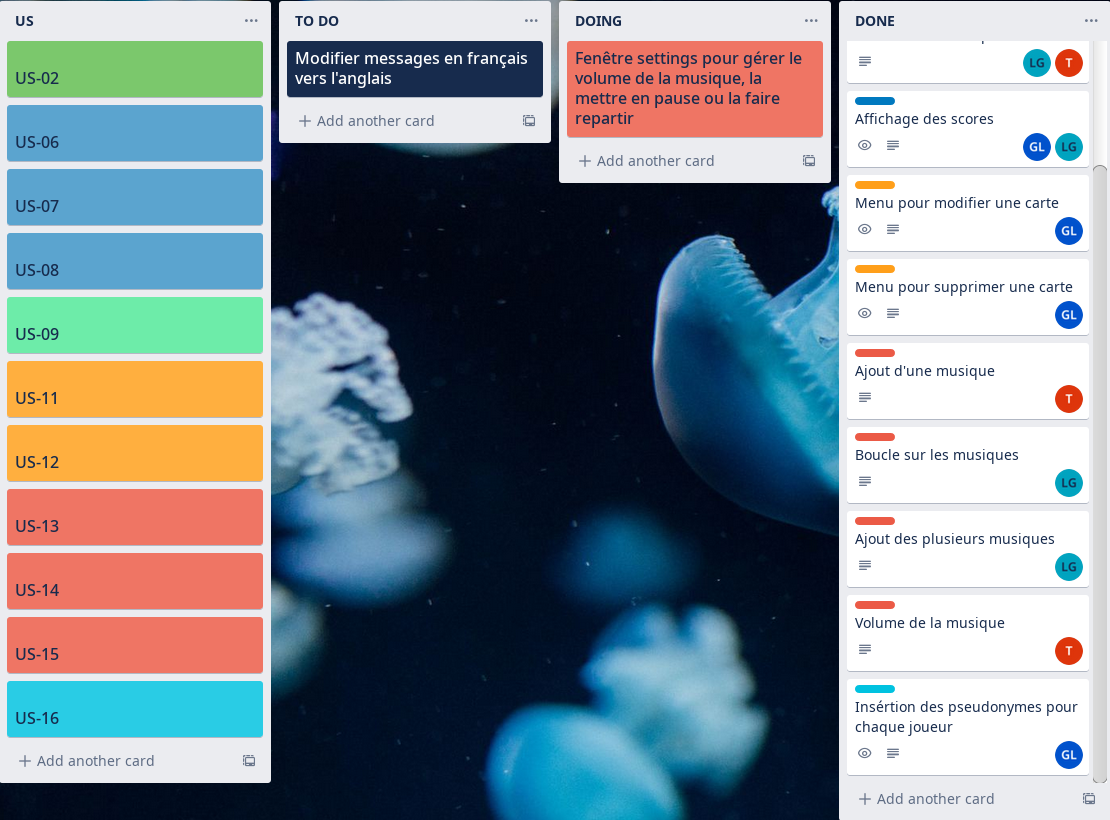 US
US-02
US-06
US-07
US-08
US-09
US-11
US-12
US-13
US-14
US-15
US-16
+ Add another card
TO DO
Modifier messages en français
vers l'anglais
+ Add another card
DOING
Fenêtre settings pour gérer le
volume de la musique, la
mettre en pause ou la faire
repartir
+ Add another card
DONE
LG T
Affichage des scores
GL LG
Menu pour modifier une carte
GL
Menu pour supprimer une carte
GL
Ajout d'une musique
T
Boucle sur les musiques
LG
Ajout des plusieurs musiques
LG
Volume de la musique
T
Insértion des pseudonymes pour
chaque joueur
GL
+ Add another card